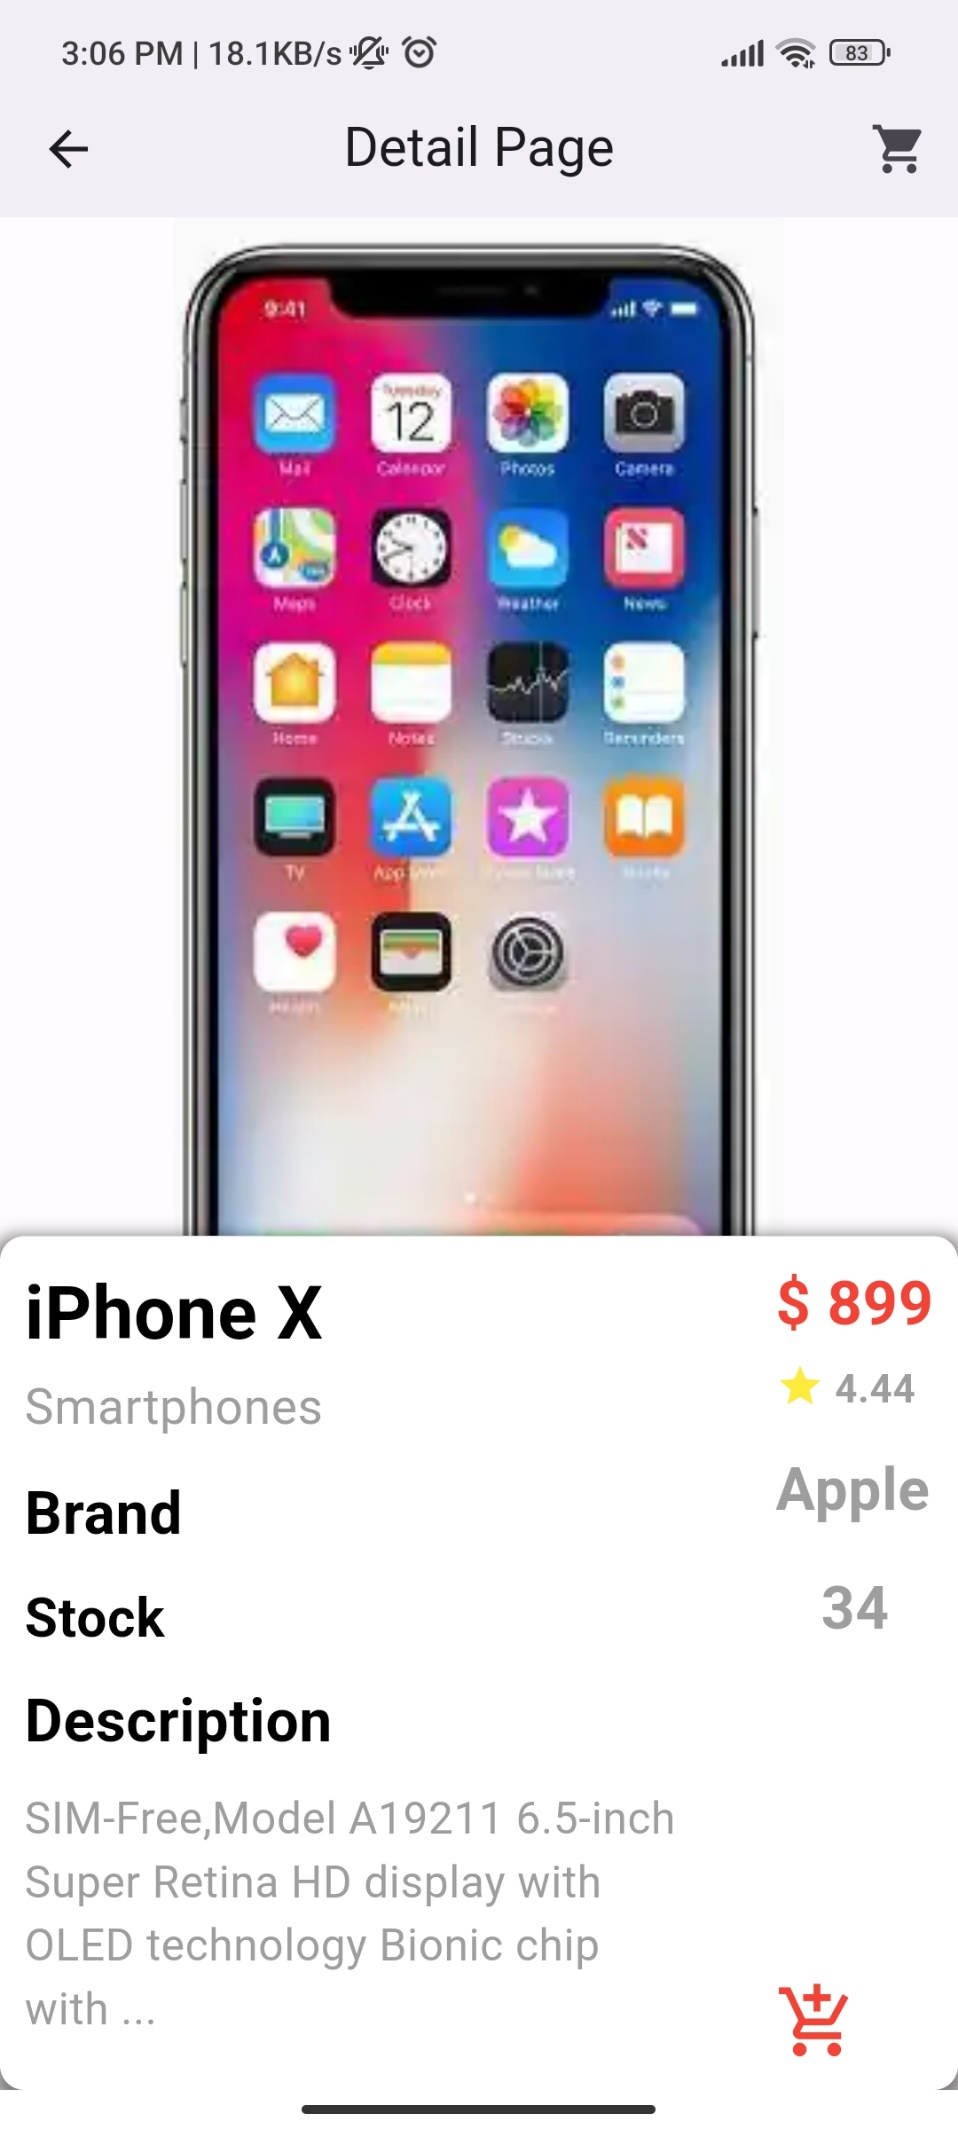 3:06 PM | 18.1KB/s
83
Detail Page
9:41
Tuesday
12
Mail Calendar Photos Camera
Maps Clock Weather News
Home Notes Stocks Reminders
TV App
iPhone X
$ 899
Smartphones
4.44
Brand
Apple
Stock
34
Description
SIM-Free,Model A19211 6.5-inch
Super Retina HD display with
OLED technology Bionic chip
with ...